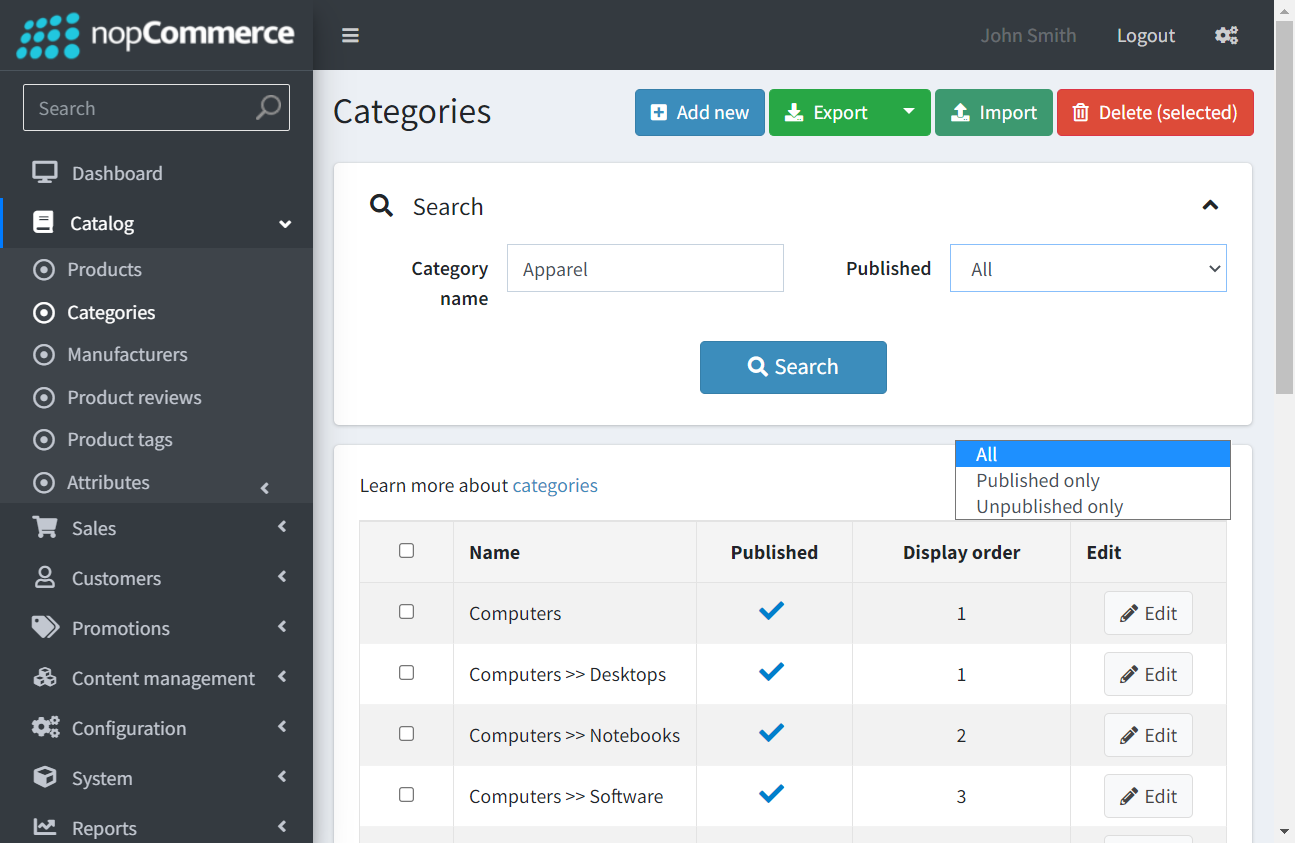 nopCommerce
John Smith
Logout
Search
Dashboard
Catalog
Products
Categories
Manufacturers
Product reviews
Product tags
Attributes
Sales
Customers
Promotions
Content management
Configuration
System
Reports
Categories
Add new
Export
Import
Delete (selected)
Search
Category name
Apparel
Published
All
Search
All
Published only
Unpublished only
Learn more about categories
Name Published Display order Edit
Computers 1 Edit
Computers >> Desktops 1 Edit
Computers >> Notebooks 2 Edit
Computers >> Software 3 Edit